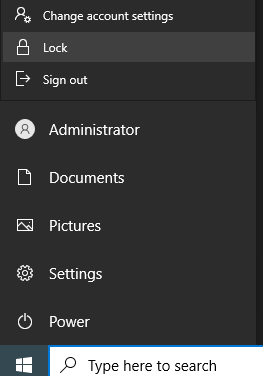 Change account settings
Lock
Sign out
Administrator
Documents
Pictures
Settings
Power
Type here to search